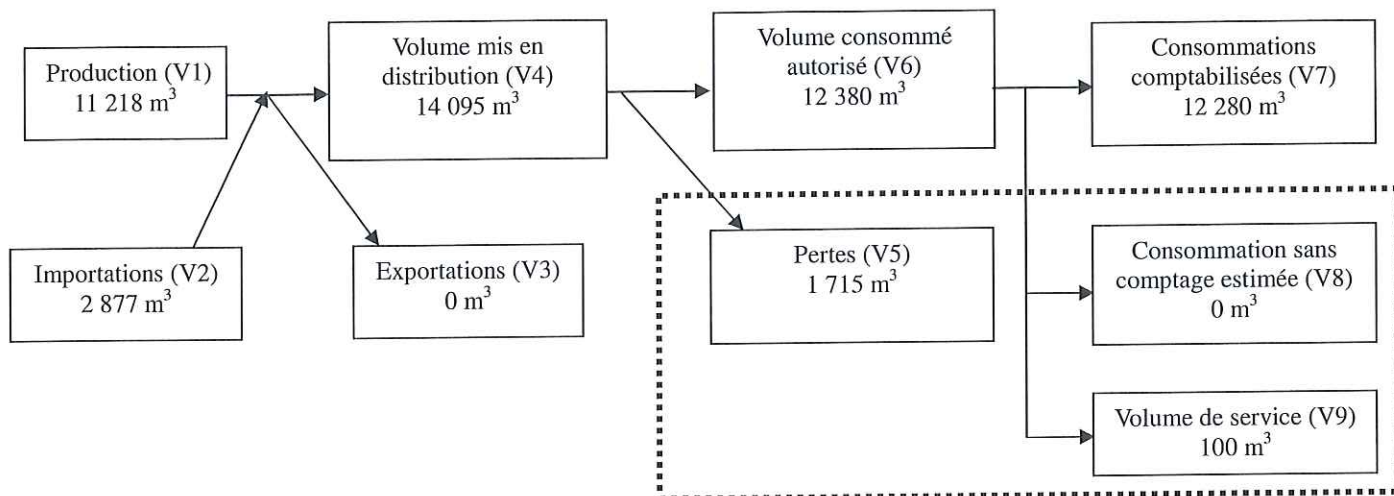 Production (V1)
11 218 m³
Volume mis en
distribution (V4)
14 095 m³
Volume consommé
autorisé (V6)
12 380 m³
Consommations
comptabilisées (V7)
12 280 m³
Importations (V2)
2 877 m³
Exportations (V3)
0 m³
Pertes (V5)
1 715 m³
Consommation sans
comptage estimée (V8)
0 m³
Volume de service (V9)
100 m³